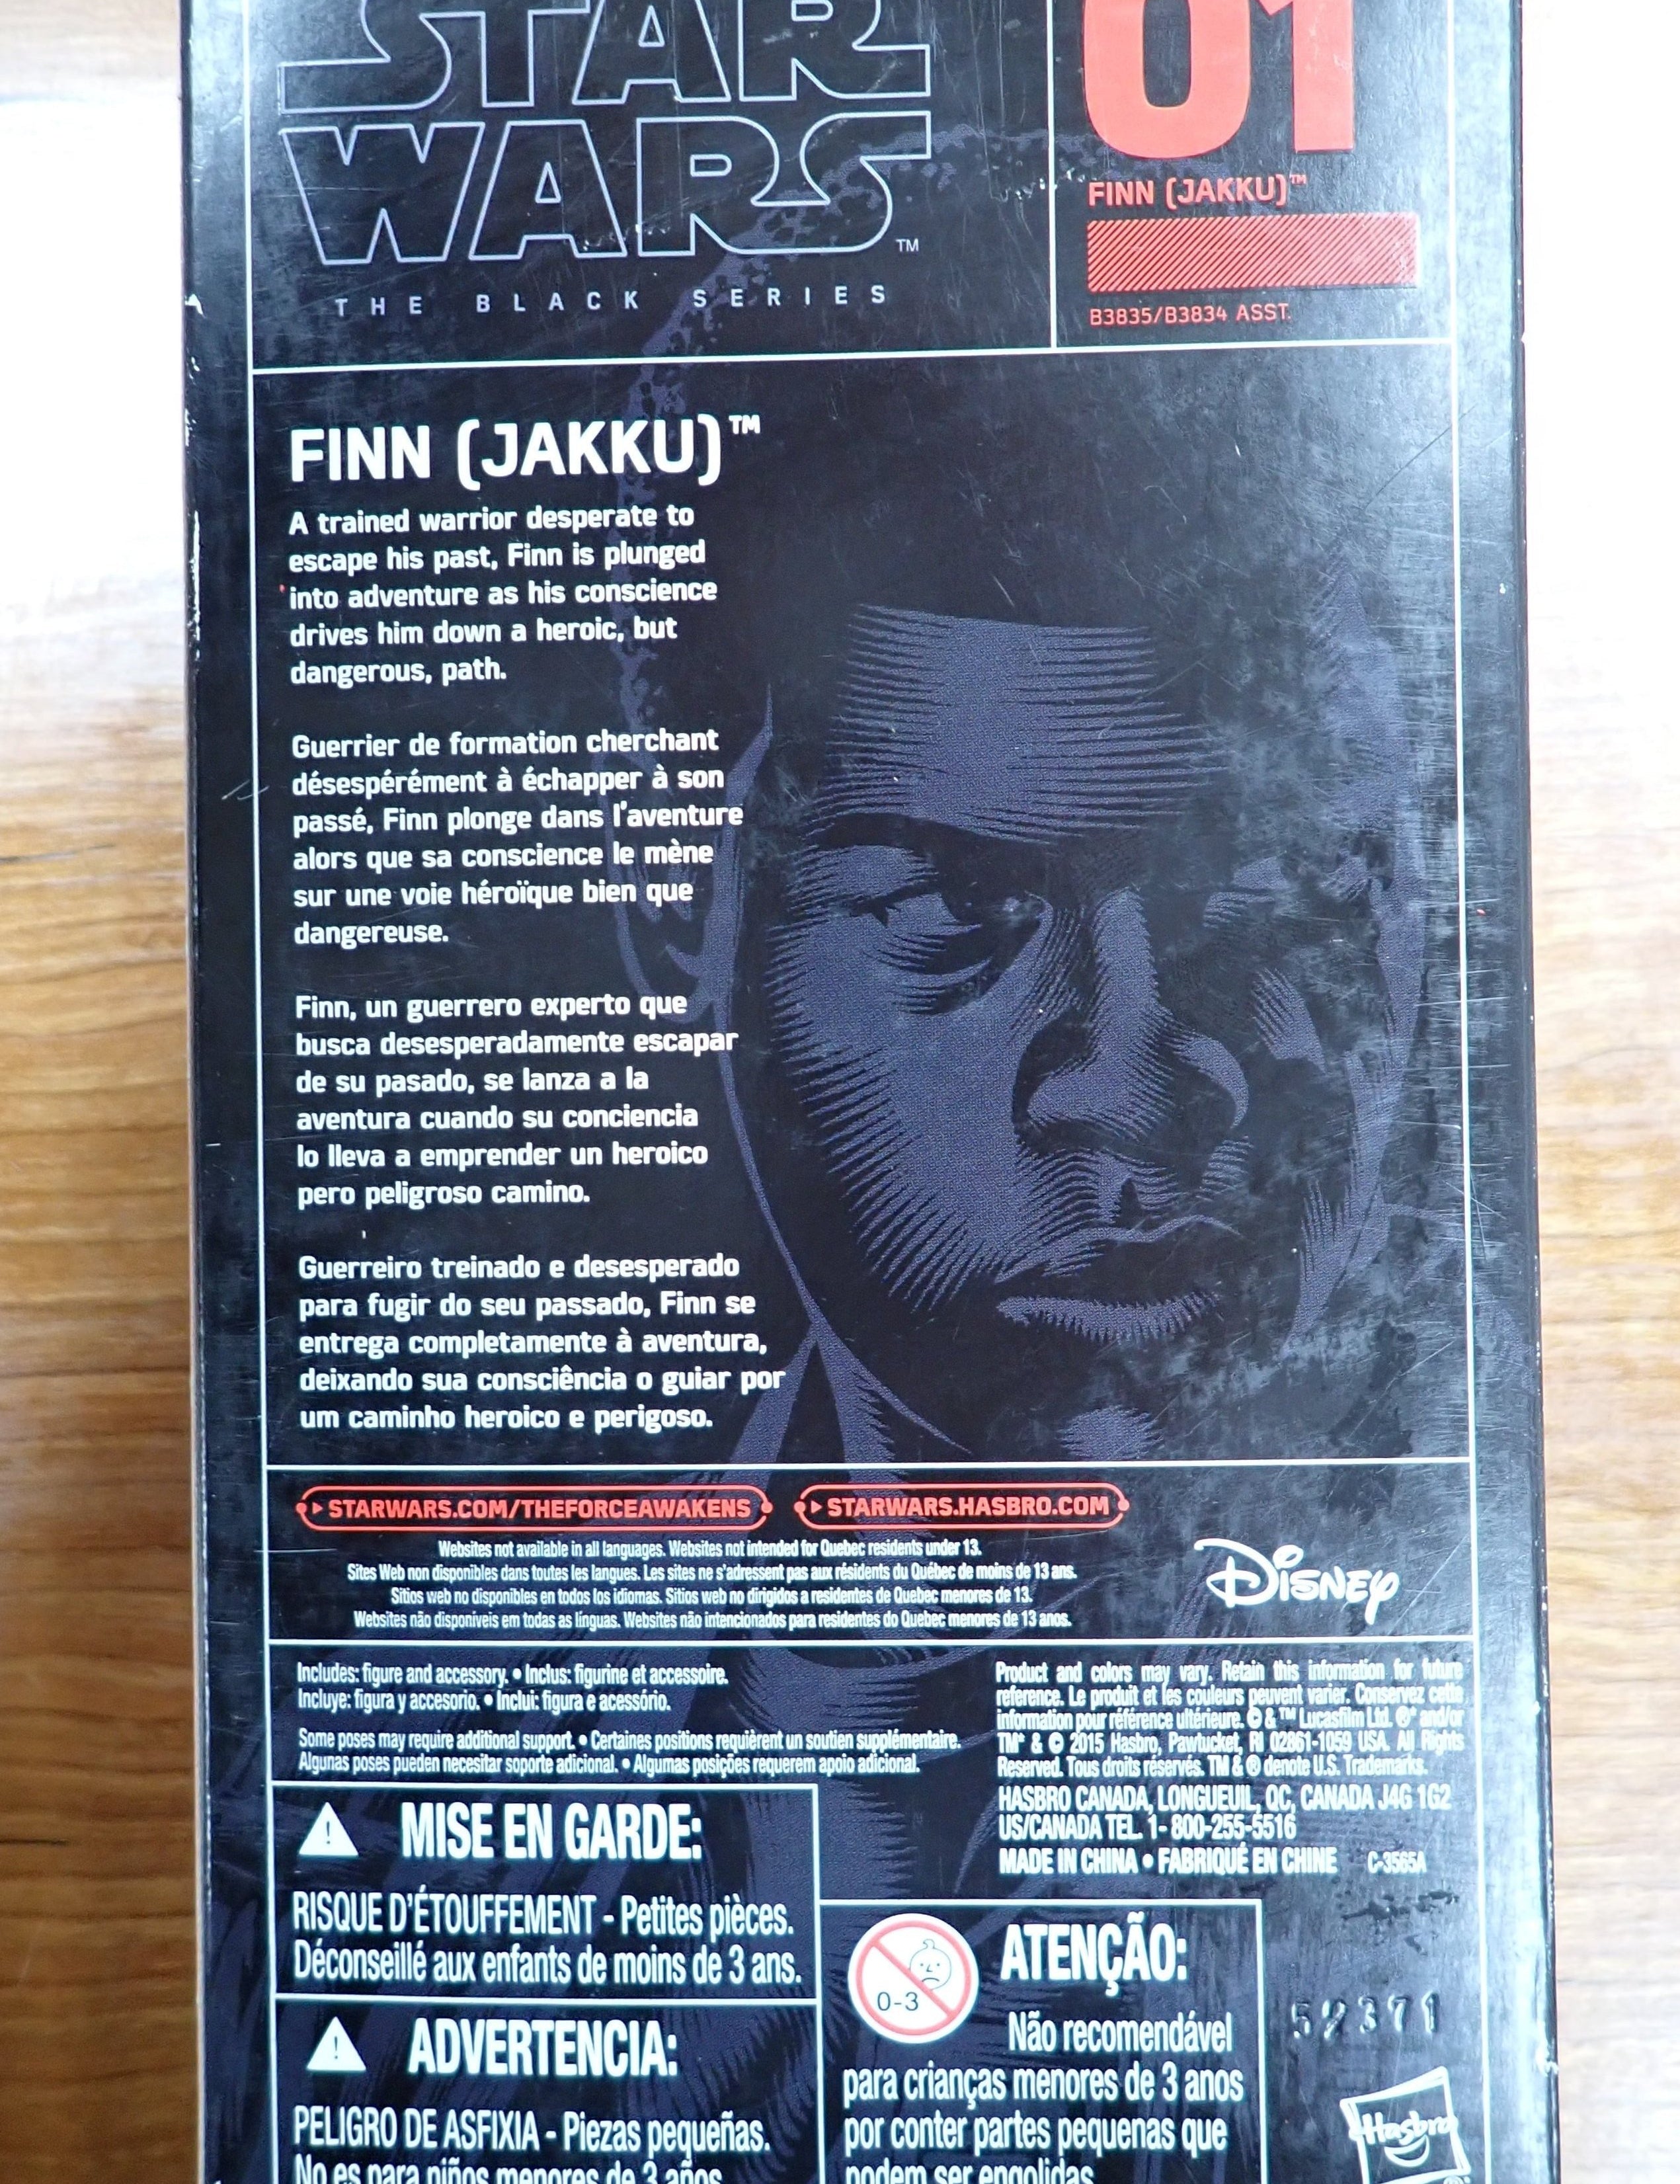 STAR
WARS™
THE BLACK SERIES
01
FINN (JAKKU)™
B3835/B3834 ASST.
FINN (JAKKU)™
A trained warrior desperate to
escape his past, Finn is plunged
into adventure as his conscience
drives him down a heroic, but
dangerous, path.
Guerrier de formation cherchant
désespérément à échapper à son
passé, Finn plonge dans l'aventure
alors que sa conscience le mène
sur une voie héroïque bien que
dangereuse.
Finn, un guerrero experto que
busca desesperadamente escapar
de su pasado, se lanza a la
aventura cuando su conciencia
lo lleva a emprender un heroico
pero peligroso camino.
Guerreiro treinado e desesperado
para fugir do seu passado, Finn se
entrega completamente à aventura,
deixando sua consciência o guiar por
um caminho heroico e perigoso.
STARWARS.COM/THEFORCEAWAKENS
STARWARS.HASBRO.COM
Websites not available in all languages. Websites not intended for Quebec residents under 13.
Sites Web non disponibles dans toutes les langues. Les sites ne s'adressent pas aux résidents du Québec de moins de 13 ans.
Sitios web no disponibles en todos los idiomas. Sitios web no dirigidos a residentes de Quebec menores de 13.
Websites não disponíveis em todas as línguas. Websites não intencionados para residentes do Quebec menores de 13 anos.
Disney
Includes: figure and accessory. • Inclus: figurine et accessoire.
Incluye: figura y accesorio. • Inclui: figura e acessório.
Some poses may require additional support. • Certaines positions requièrent un soutien supplémentaire.
Algunas poses pueden necesitar soporte adicional. • Algumas posições requerem apoio adicional.
Product and colors may vary. Retain this information for future
reference. Le produit et les couleurs peuvent varier. Conservez cette
information pour référence ultérieure. © & ™ Lucasfilm Ltd. ®* and/or
TM* & © 2015 Hasbro, Pawtucket, RI 02861-1059 USA. All Rights
Reserved. Tous droits réservés. TM & ® denote U.S. Trademarks.
HASBRO CANADA, LONGUEUIL, QC, CANADA J4G 1G2
US/CANADA TEL. 1-800-255-5516
MADE IN CHINA • FABRIQUÉ EN CHINE C-3565A
MISE EN GARDE:
RISQUE D'ÉTOUFFEMENT - Petites pièces.
Déconseillé aux enfants de moins de 3 ans.
ADVERTENCIA:
PELIGRO DE ASFIXIA - Piezas pequeñas.
No es para niños menores de 3 años.
0-3
ATENÇÃO:
Não recomendável
para crianças menores de 3 anos
por conter partes pequenas que
podem ser engolidas
52371
Hasbro